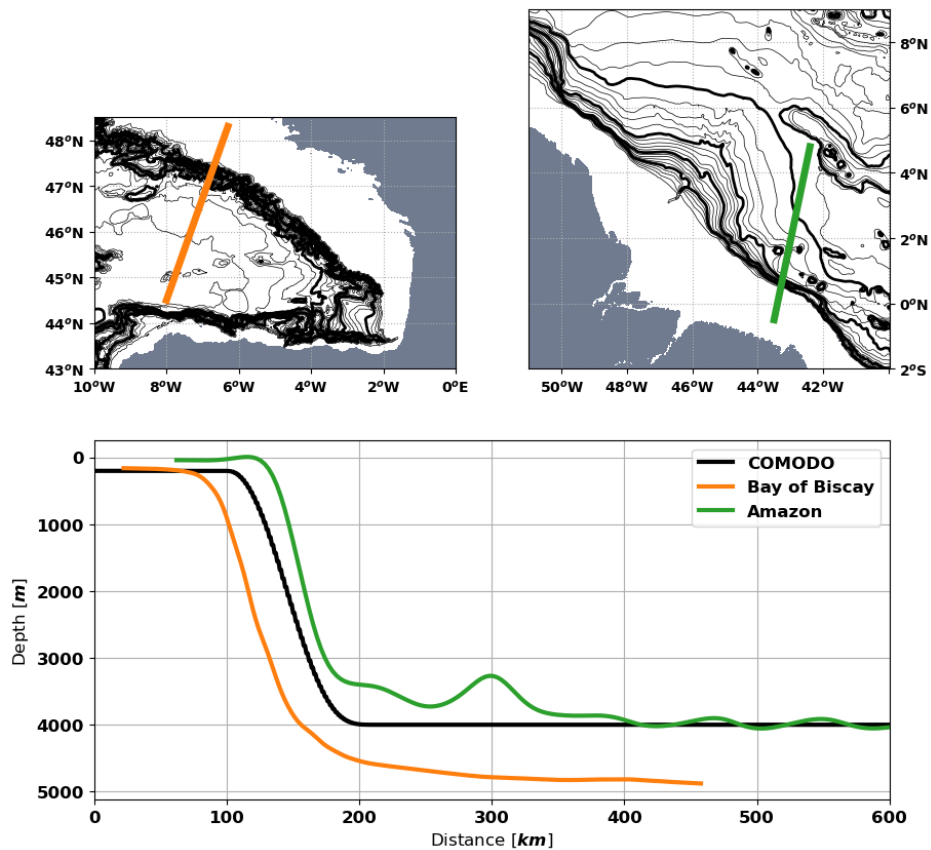 8°N
6°N
4°N
2°N
0°N
2°S
50°W 48°W 46°W 44°W 42°W
48°N
47°N
46°N
45°N
44°N
43°N
10°W 8°W 6°W 4°W 2°W 0°E
COMODO
Bay of Biscay
Amazon
Depth [m]
0
1000
2000
3000
4000
5000
0 100 200 300 400 500 600
Distance [km]